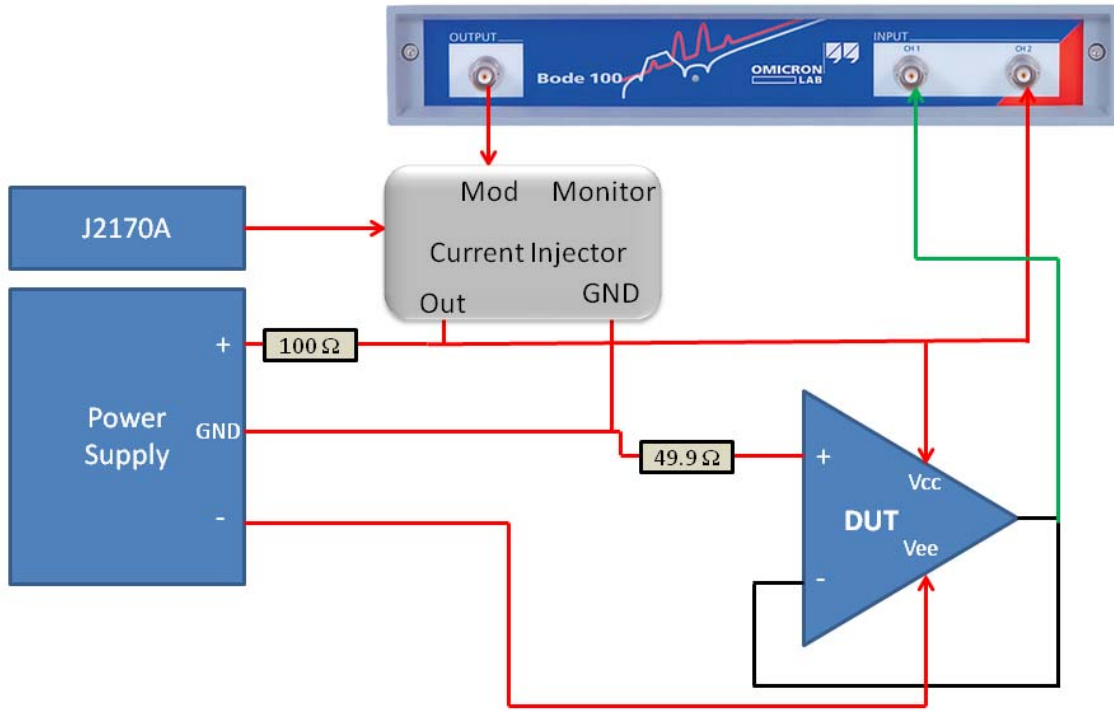 OUTPUT
Bode 100
OMICRON
LAB
INPUT
CH 1
CH 2
Mod Monitor
Current Injector
Out GND
J2170A
Power
Supply
+
GND
-
100 Ω
49.9 Ω
+
Vcc
DUT
Vee
-